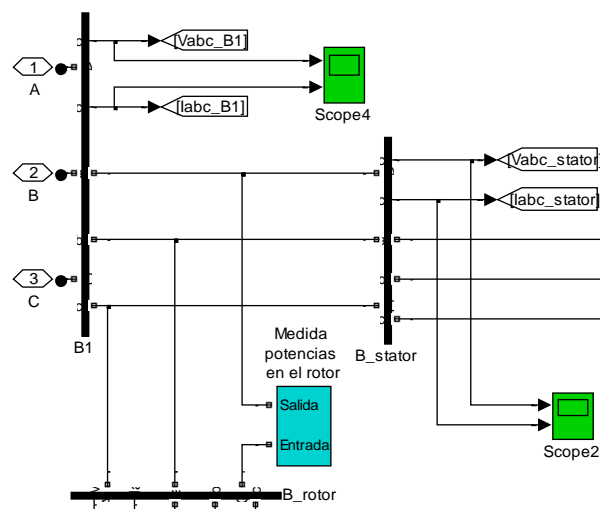 [Vabc_B1]
1
A
[Iabc_B1]
Scope4
2
B
[Vabc_stator]
[Iabc_stator]
3
C
B1
B_stator
Medida
potencias
en el rotor
Salida
Entrada
Scope2
B_rotor